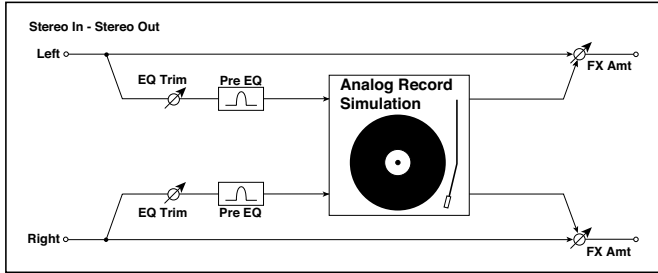 Stereo In - Stereo Out
Left
FX Amt
EQ Trim
Pre EQ
Analog Record
Simulation
EQ Trim
Pre EQ
Right
FX Amt